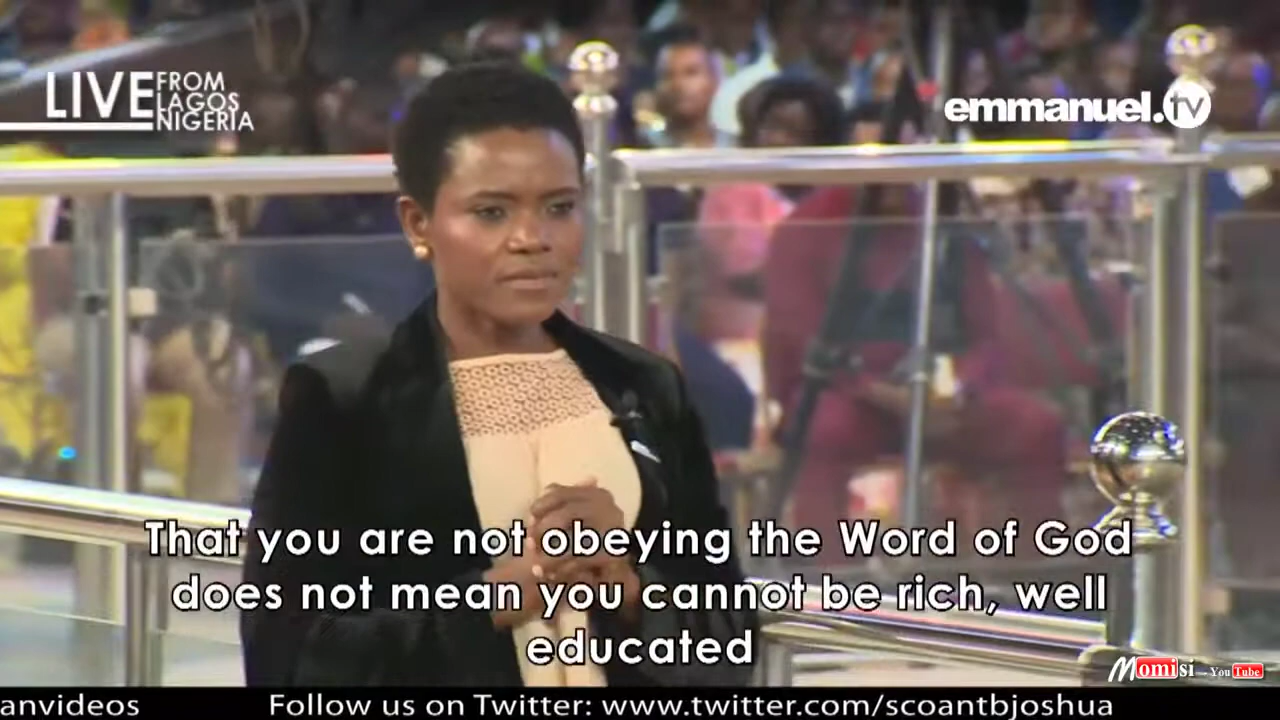 LIVE FROM
LAGOS
NIGERIA
emmanuel.tv
That you are not obeying the Word of God
does not mean you cannot be rich, well
educated
Momisi YouTube
anvideos Follow us on Twitter: www.twitter.com/scoantbjoshua